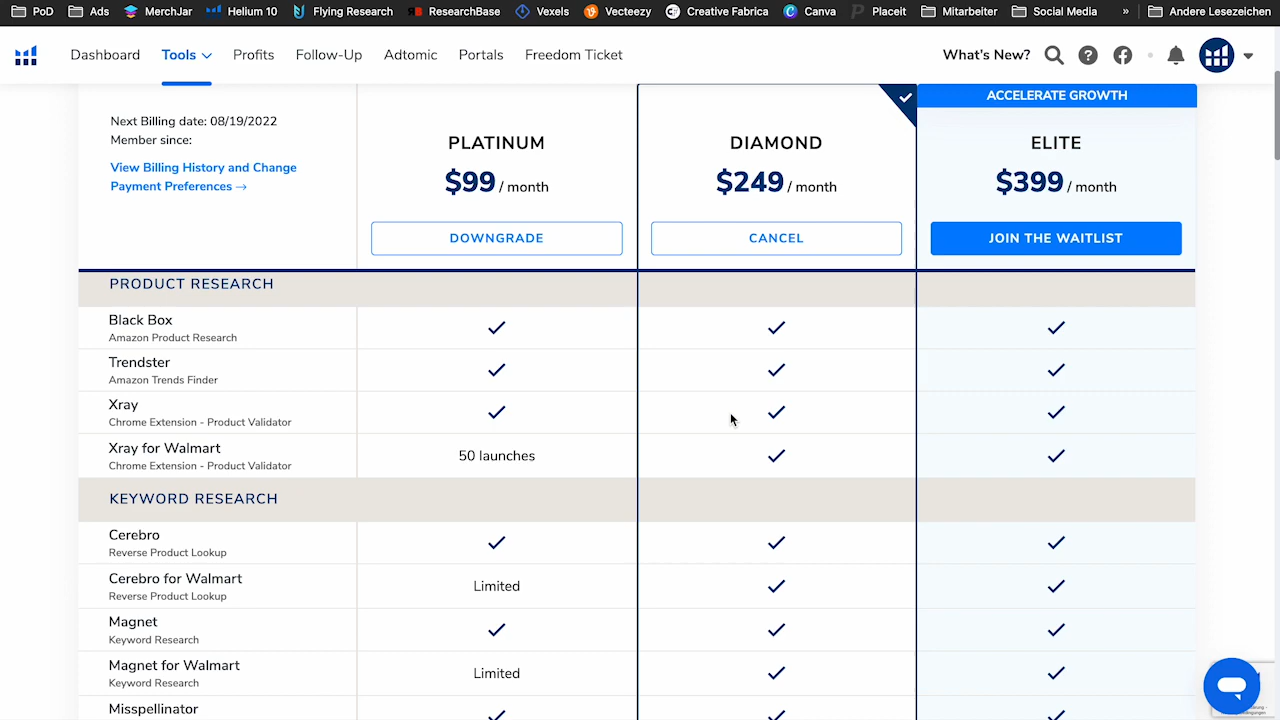 PoD Ads MerchJar Helium 10 Flying Research ResearchBase Vexels Vecteezy Creative Fabrica Canva Placeit Mitarbeiter Social Media » Andere Lesezeichen
Dashboard Tools Profits Follow-Up Adtomic Portals Freedom Ticket What's New?
ACCELERATE GROWTH
Next Billing date: 08/19/2022
Member since:
View Billing History and Change
Payment Preferences →
PLATINUM DIAMOND ELITE
$99 / month $249 / month $399 / month
DOWNGRADE CANCEL JOIN THE WAITLIST
PRODUCT RESEARCH
Black Box
Amazon Product Research
Trendster
Amazon Trends Finder
Xray
Chrome Extension - Product Validator
Xray for Walmart
Chrome Extension - Product Validator
50 launches
KEYWORD RESEARCH
Cerebro
Reverse Product Lookup
Cerebro for Walmart
Reverse Product Lookup
Limited
Magnet
Keyword Research
Magnet for Walmart
Keyword Research
Limited
Misspellinator